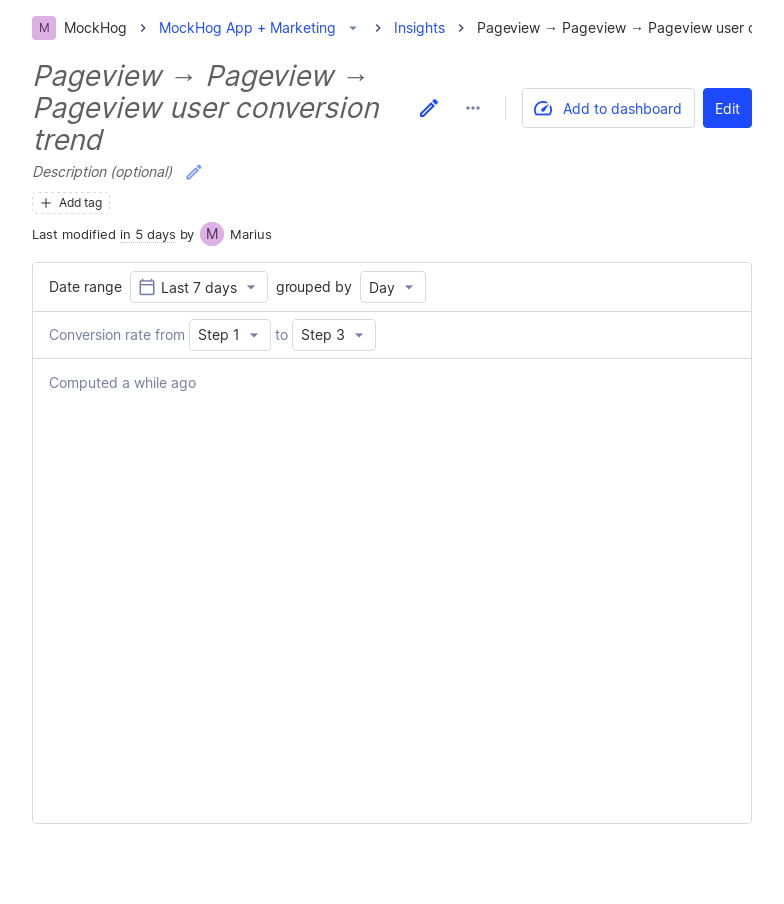 M MockHog > MockHog App + Marketing > Insights > Pageview → Pageview → Pageview user
Pageview → Pageview →
Pageview user conversion
trend
Add to dashboard
Edit
Description (optional)
+ Add tag
Last modified in 5 days by M Marius
Date range Last 7 days grouped by Day
Conversion rate from Step 1 to Step 3
Computed a while ago